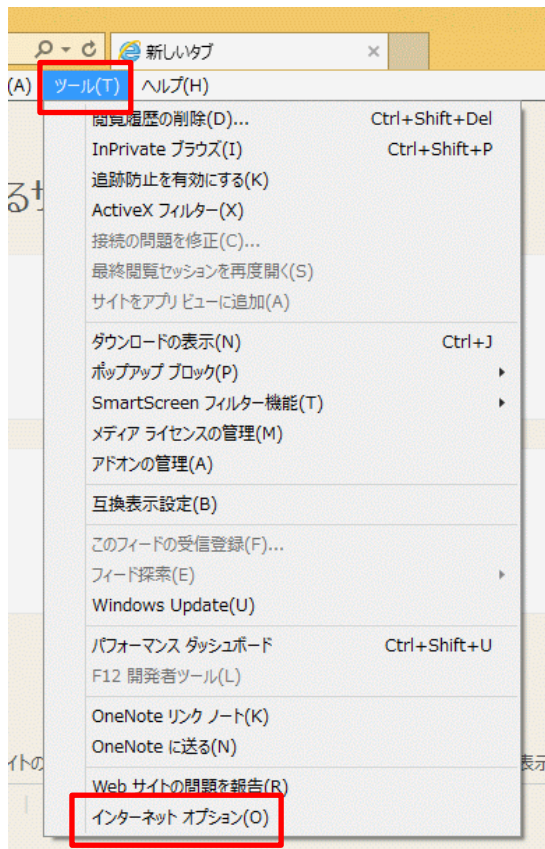 新しいタブ
(A) ツール(T) ヘルプ(H)
閲覧履歴の削除(D)... Ctrl+Shift+Del
InPrivate ブラウズ(I) Ctrl+Shift+P
追跡防止を有効にする(K)
ActiveX フィルター(X)
接続の問題を修正(C)...
最終閲覧セッションを再度開く(S)
サイトをアプリ ビューに追加(A)
ダウンロードの表示(N) Ctrl+J
ポップアップ ブロック(P)
SmartScreen フィルター機能(T)
メディア ライセンスの管理(M)
アドオンの管理(A)
互換表示設定(B)
このフィードの受信登録(F)...
フィード探索(E)
Windows Update(U)
パフォーマンス ダッシュボード Ctrl+Shift+U
F12 開発者ツール(L)
OneNote リンク ノート(K)
OneNote に送る(N)
Web サイトの問題を報告(R)
インターネット オプション(O)
るサ
イトの
表示